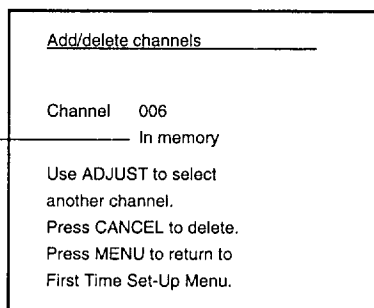 Add/delete channels
Channel 006
In memory
Use ADJUST to select
another channel.
Press CANCEL to delete.
Press MENU to return to
First Time Set-Up Menu.